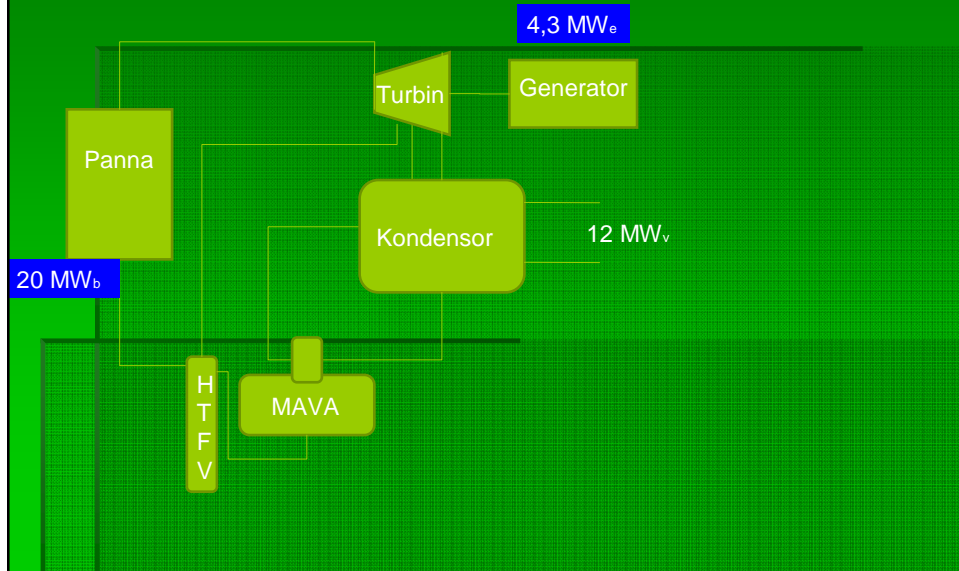 4,3 MWe
Turbin
Generator
Panna
Kondensor
12 MWv
20 MWb
H
T
F
V
MAVA